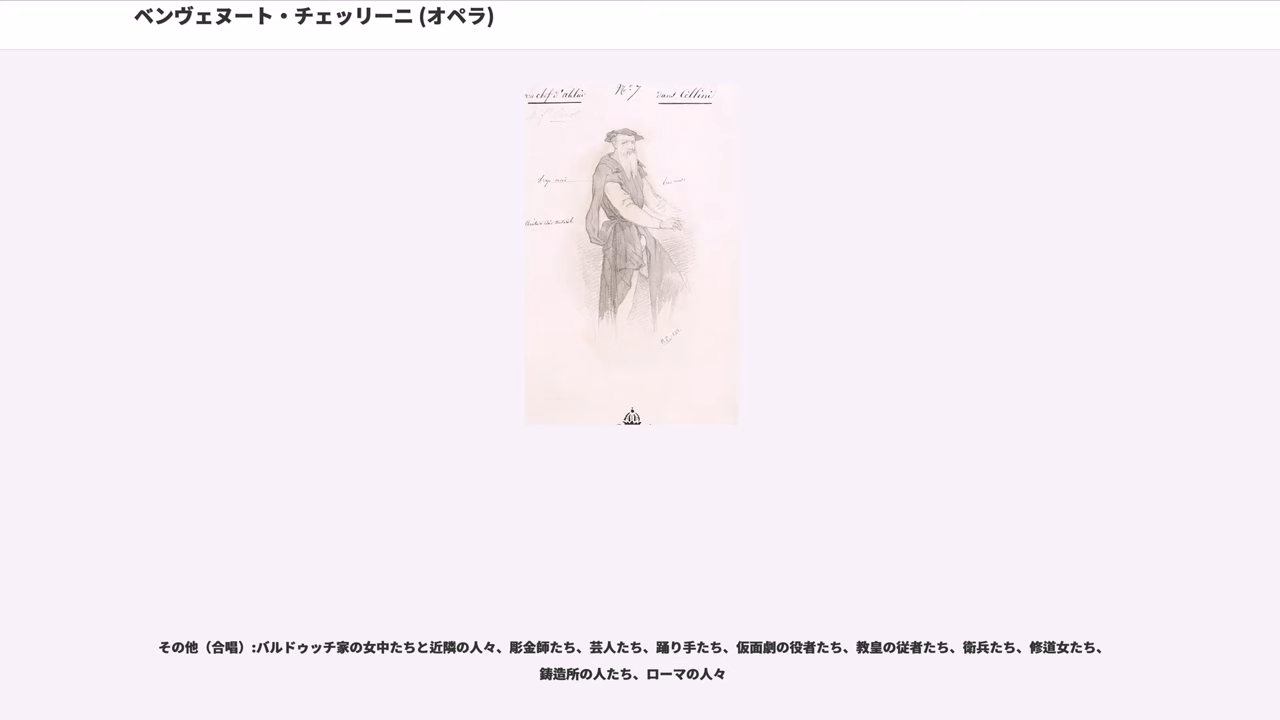 ベンヴェヌート・チェッリーニ (オペラ)
Nº 7
dans Cellini
その他（合唱）:バルドゥッチ家の女中たちと近隣の人々、彫金師たち、芸人たち、踊り手たち、仮面劇の役者たち、教皇の従者たち、衛兵たち、修道女たち、
鋳造所の人たち、ローマの人々